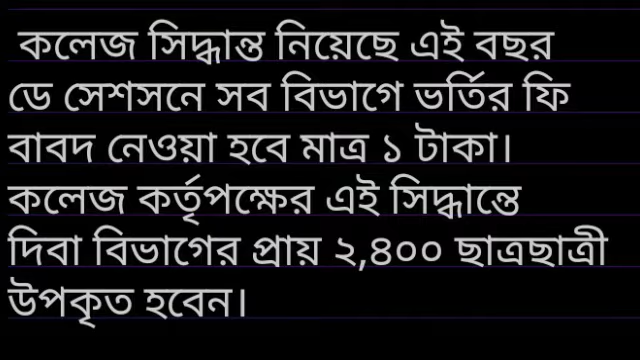 কলেজ সিদ্ধান্ত নিয়েছে এই বছর
ডে সেশসনে সব বিভাগে ভর্তির ফি
বাবদ নেওয়া হবে মাত্র ১ টাকা।
কলেজ কর্তৃপক্ষের এই সিদ্ধান্তে
দিবা বিভাগের প্রায় ২,৪০০ ছাত্রছাত্রী
উপকৃত হবেন।